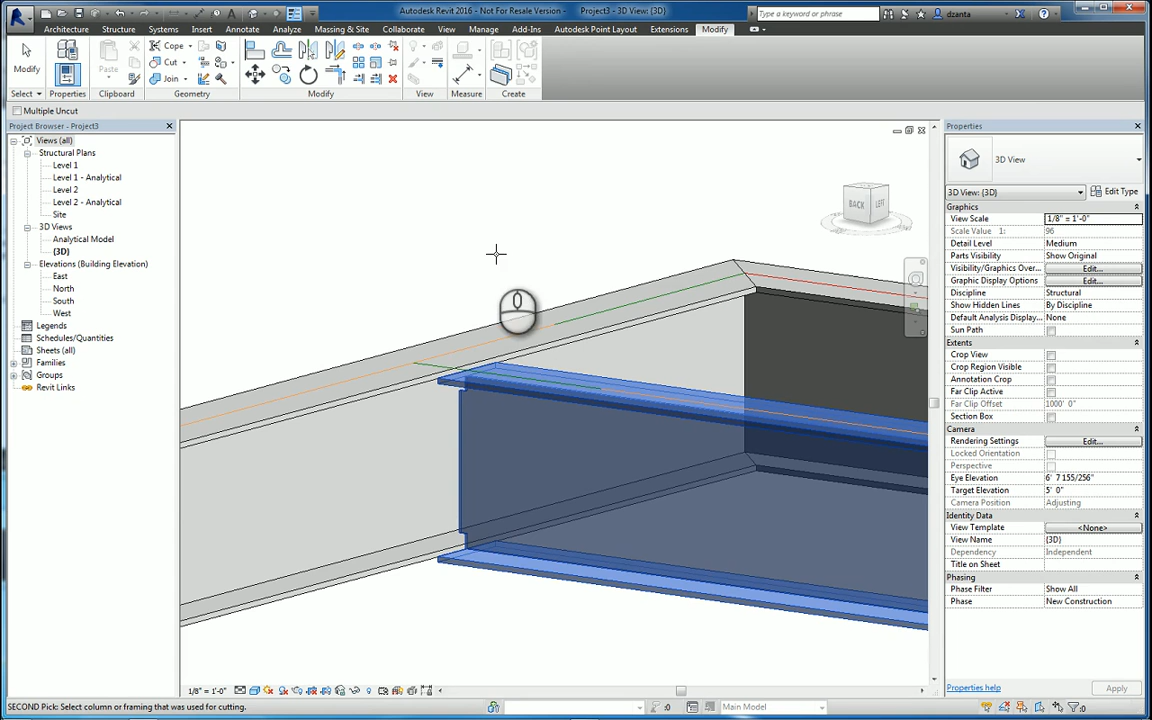 Autodesk Revit 2016 - Not For Resale Version - Project3 - 3D View: {3D}
Type a keyword or phrase
dzanta
Architecture Structure Systems Insert Annotate Analyze Massing & Site Collaborate View Manage Add-Ins Autodesk Point Layout Extensions Modify
Modify
Paste
Cope
Cut
Join
Select Properties Clipboard Geometry Modify View Measure Create
Multiple Uncut
Project Browser - Project3
Views (all)
Structural Plans
Level 1
Level 1 - Analytical
Level 2
Level 2 - Analytical
Site
3D Views
Analytical Model
{3D}
Elevations (Building Elevation)
East
North
South
West
Legends
Schedules/Quantities
Sheets (all)
Families
Groups
Revit Links
BACK LEFT
Properties
3D View
3D View: {3D} Edit Type
Graphics
View Scale 1/8" = 1'-0"
Scale Value 1: 96
Detail Level Medium
Parts Visibility Show Original
Visibility/Graphics Over... Edit...
Graphic Display Options Edit...
Discipline Structural
Show Hidden Lines By Discipline
Default Analysis Display... None
Sun Path
Extents
Crop View
Crop Region Visible
Annotation Crop
Far Clip Active
Far Clip Offset 1000' 0"
Section Box
Camera
Rendering Settings Edit...
Locked Orientation
Perspective
Eye Elevation 6' 7 155/256"
Target Elevation 5' 0"
Camera Position Adjusting
Identity Data
View Template <None>
View Name {3D}
Dependency Independent
Title on Sheet
Phasing
Phase Filter Show All
Phase New Construction
Properties help Apply
1/8" = 1'-0"
SECOND Pick: Select column or framing that was used for cutting.
:0 Main Model :0